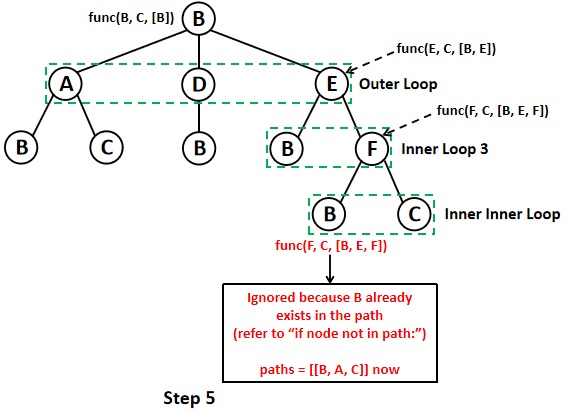 func(B, C, [B])
B
func(E, C, [B, E])
A
D
E
Outer Loop
func(F, C, [B, E, F])
B
C
B
B
F
Inner Loop 3
B
C
Inner Inner Loop
func(F, C, [B, E, F])
Ignored because B already
exists in the path
(refer to “if node not in path:”)
paths = [[B, A, C]] now
Step 5